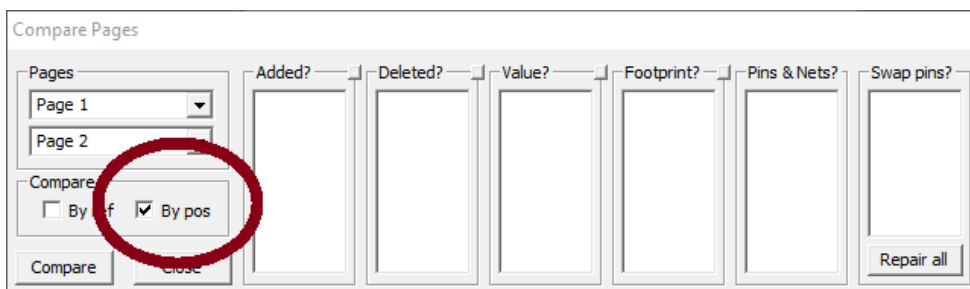 Compare Pages
Pages
Added?
Deleted?
Value?
Footprint?
Pins & Nets?
Swap pins?
Page 1
Page 2
Compare
By ref
By pos
Compare
Close
Repair all